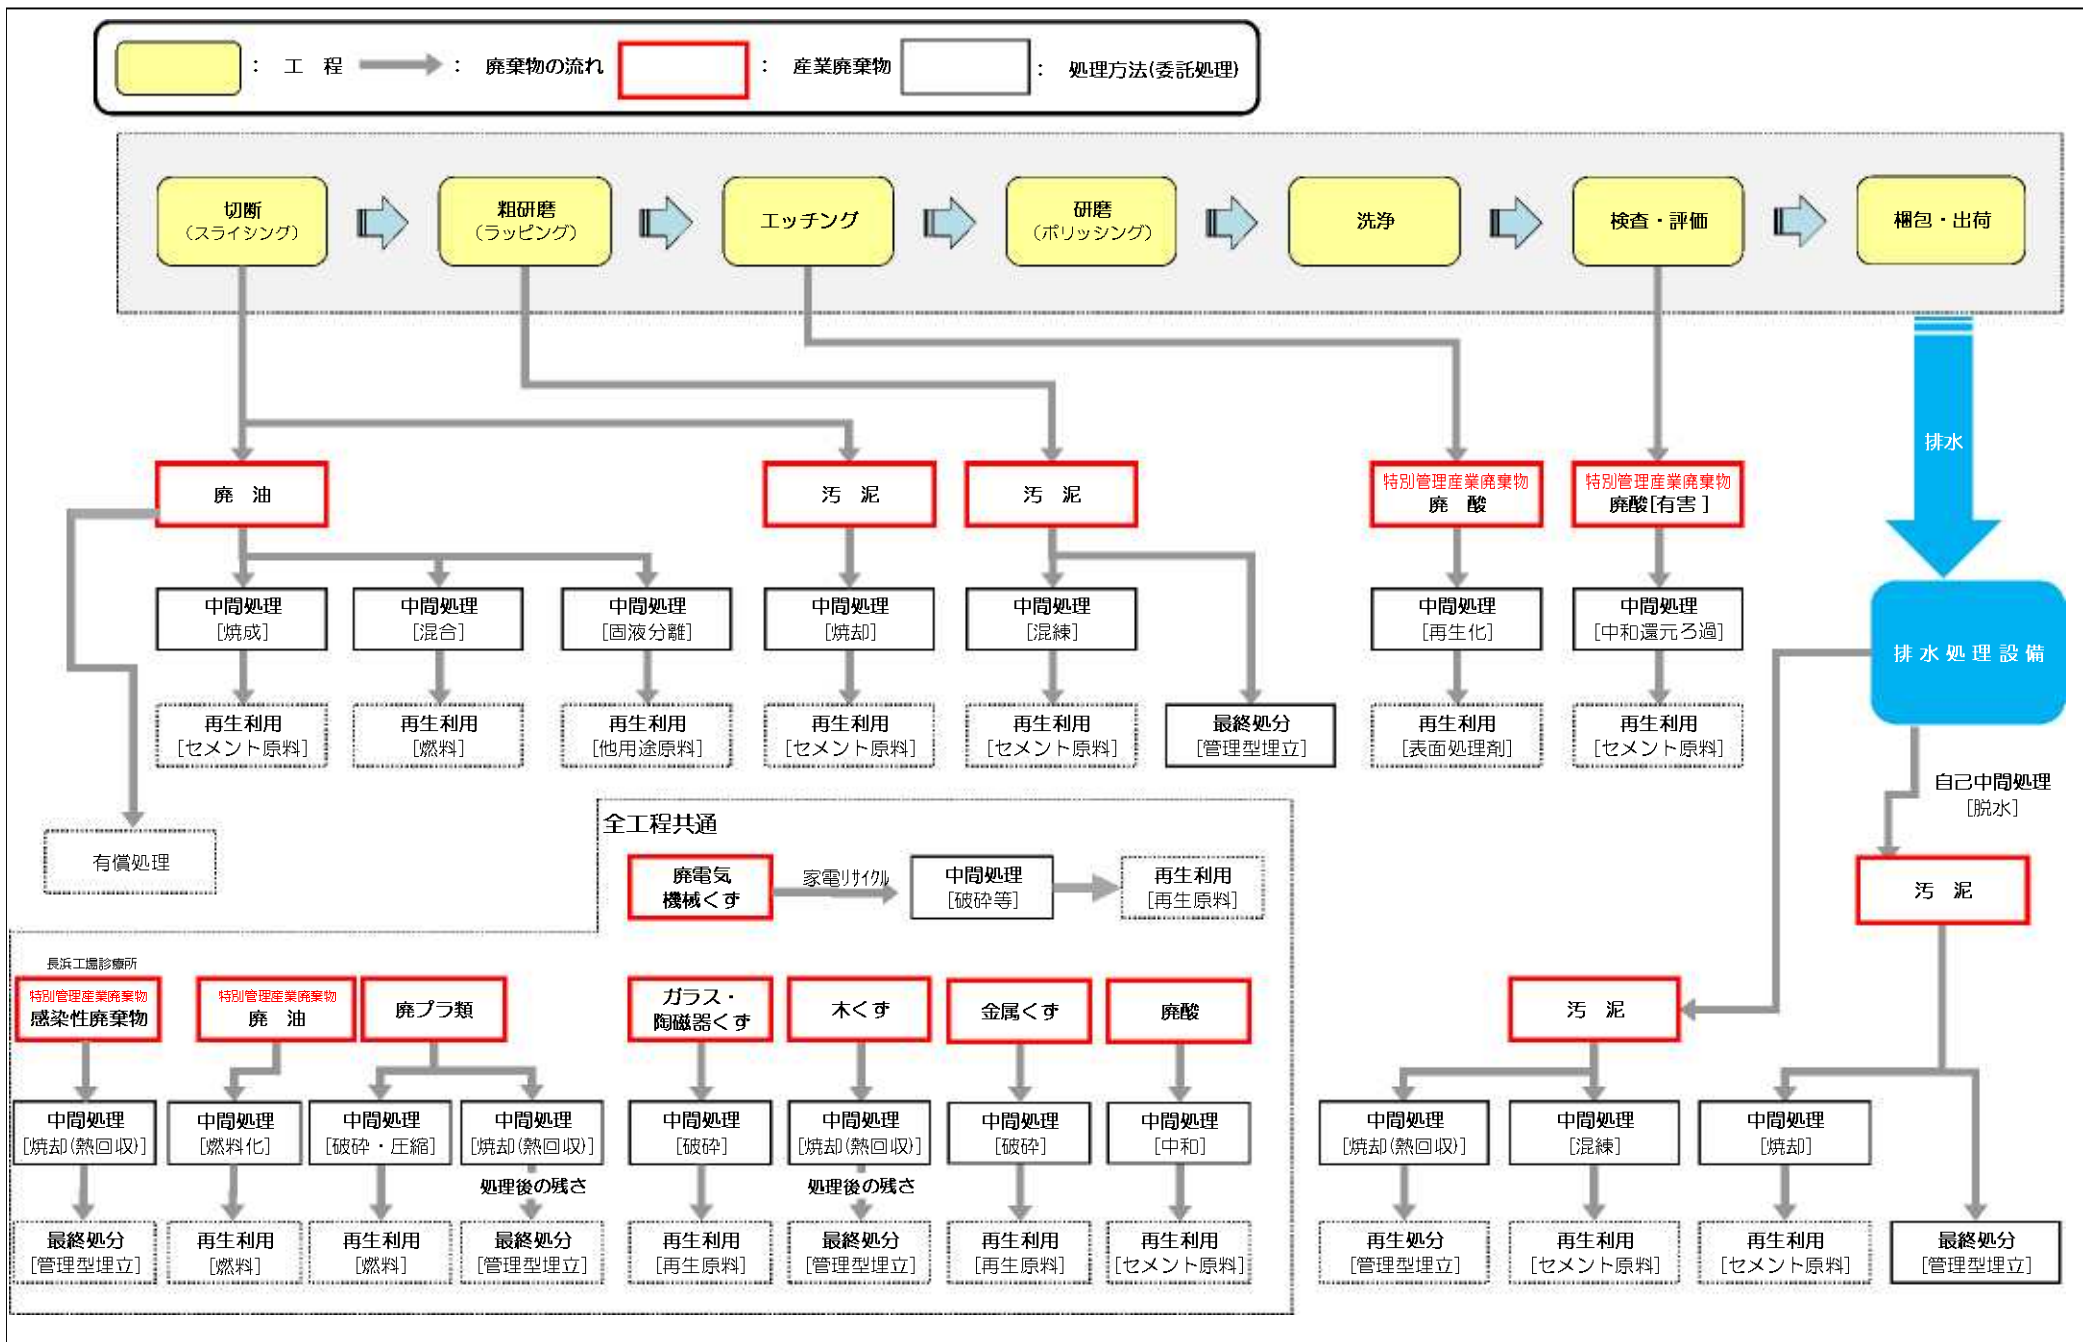 ： 工　程
： 廃棄物の流れ
： 産業廃棄物
： 処理方法(委託処理)
切断
（スライシング）
粗研磨
（ラッピング）
エッチング
研磨
（ポリッシング）
洗浄
検査・評価
梱包・出荷
排水
廃　油
汚　泥
汚　泥
特別管理産業廃棄物
廃　酸
特別管理産業廃棄物
廃酸[有害]
中間処理
[焼成]
中間処理
[混合]
中間処理
[固液分離]
中間処理
[焼却]
中間処理
[混練]
中間処理
[再生化]
中間処理
[中和還元ろ過]
排水処理設備
再生利用
[セメント原料]
再生利用
[燃料]
再生利用
[他用途原料]
再生利用
[セメント原料]
再生利用
[セメント原料]
最終処分
[管理型埋立]
再生利用
[表面処理剤]
再生利用
[セメント原料]
自己中間処理
[脱水]
有償処理
全工程共通
廃電気
機械くず
家電リサイクル
中間処理
[破砕等]
再生利用
[再生原料]
汚　泥
長浜工場診療所
特別管理産業廃棄物
感染性廃棄物
特別管理産業廃棄物
廃　油
廃プラ類
ガラス・
陶磁器くず
木くず
金属くず
廃酸
汚　泥
中間処理
[焼却(熱回収)]
中間処理
[燃料化]
中間処理
[破砕・圧縮]
中間処理
[焼却(熱回収)]
中間処理
[破砕]
中間処理
[焼却(熱回収)]
中間処理
[破砕]
中間処理
[中和]
中間処理
[焼却(熱回収)]
中間処理
[混練]
中間処理
[焼却]
処理後の残さ
処理後の残さ
最終処分
[管理型埋立]
再生利用
[燃料]
再生利用
[燃料]
最終処分
[管理型埋立]
再生利用
[再生原料]
最終処分
[管理型埋立]
再生利用
[再生原料]
再生利用
[セメント原料]
再生処分
[管理型埋立]
再生利用
[セメント原料]
再生利用
[セメント原料]
最終処分
[管理型埋立]